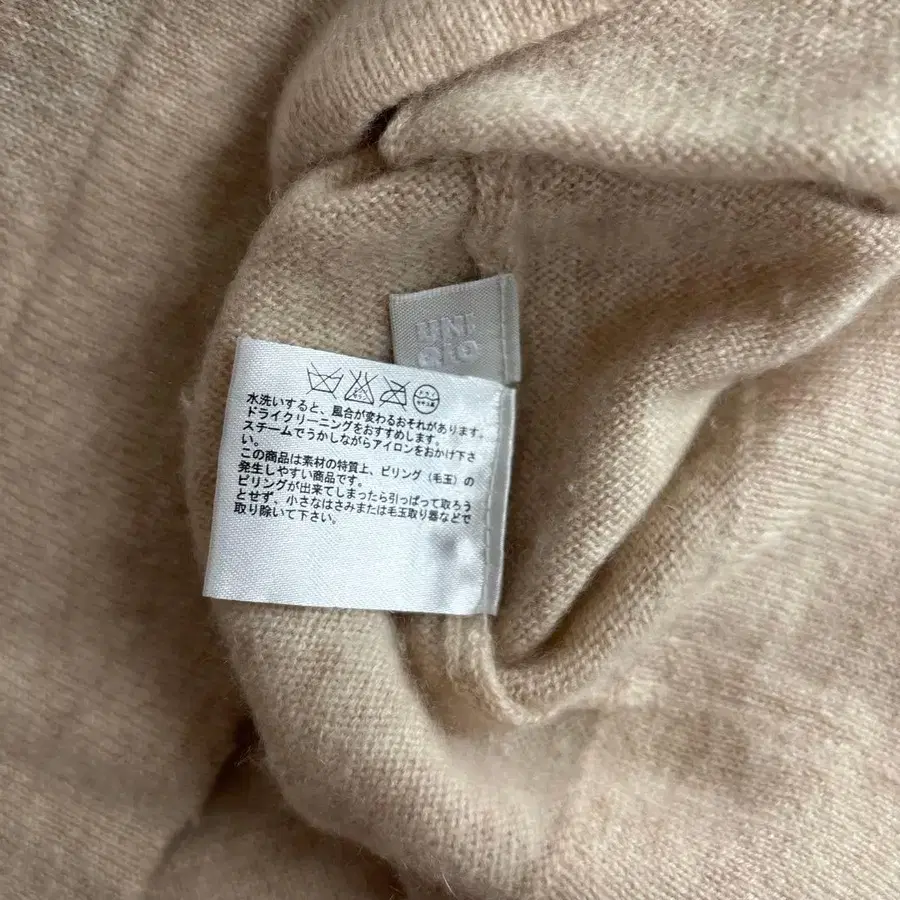 UNI
QLO
水洗いすると、風合が変わるおそれがあります。
ドライクリーニングをおすすめします。
スチームでうかしながらアイロンをおかけ下さ
い。
この商品は素材の特質上、ピリング（毛玉）の
発生しやすい商品です。
ピリングが出来てしまったら引っぱって取ろう
とせず、小さなはさみまたは毛玉取り器などで
取り除いて下さい。